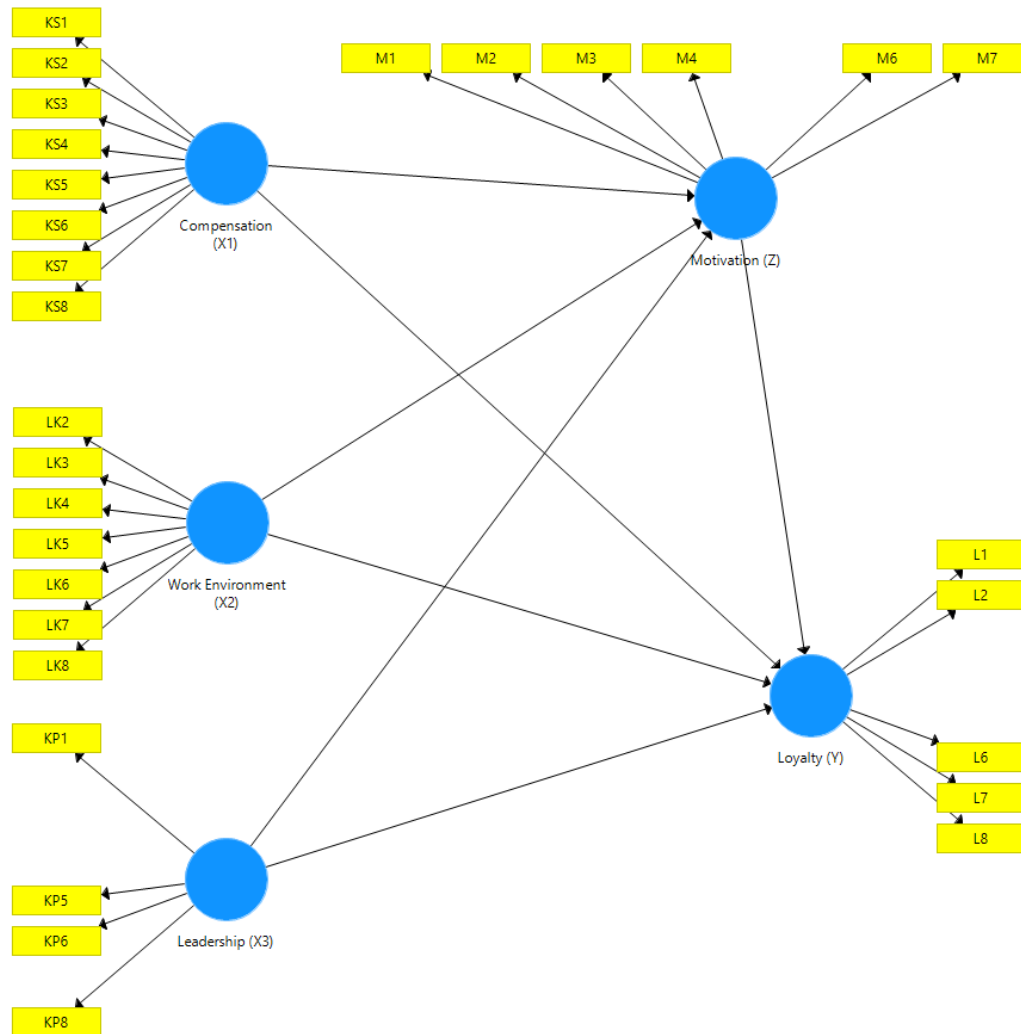 KS1
KS2
KS3
KS4
KS5
KS6
KS7
KS8
Compensation
(X1)
M1
M2
M3
M4
M6
M7
Motivation (Z)
LK2
LK3
LK4
LK5
LK6
LK7
LK8
Work Environment
(X2)
L1
L2
L6
L7
L8
Loyalty (Y)
KP1
KP5
KP6
KP8
Leadership (X3)